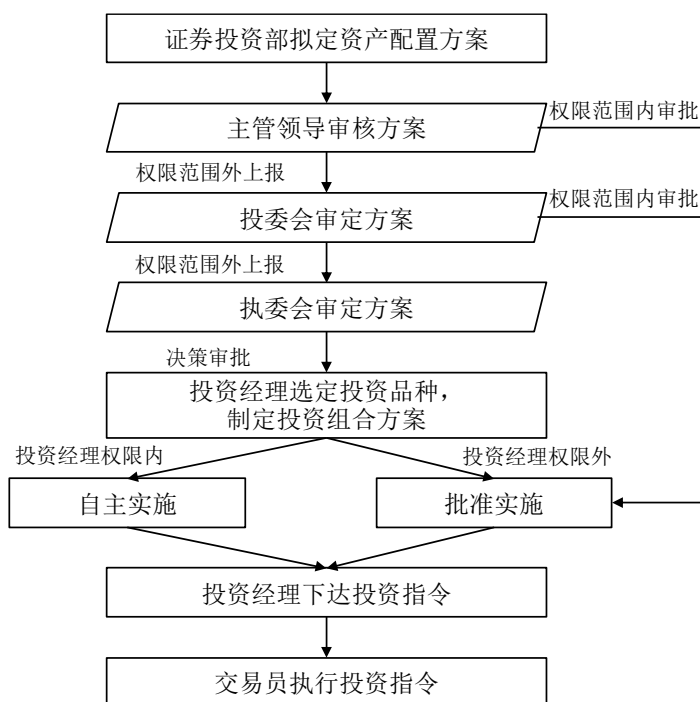 证券投资部拟定资产配置方案
主管领导审核方案
权限范围内审批
权限范围外上报
投委会审定方案
权限范围内审批
权限范围外上报
执委会审定方案
决策审批
投资经理选定投资品种，
制定投资组合方案
投资经理权限内
投资经理权限外
自主实施
批准实施
投资经理下达投资指令
交易员执行投资指令